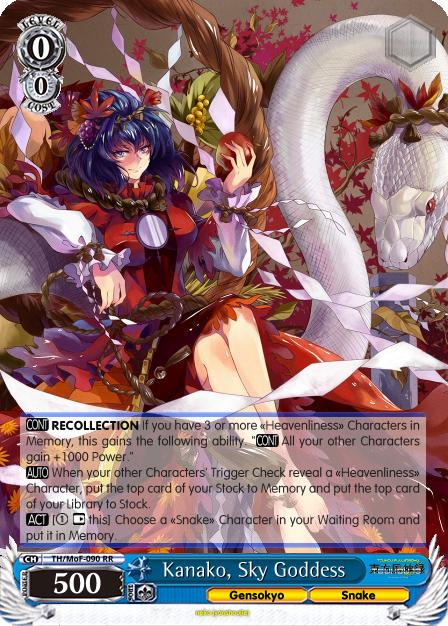 LEVEL
0
0
COST
CONT RECOLLECTION If you have 3 or more «Heavenliness» Characters in
Memory, this gains the following ability. "CONT All your other Characters
gain +1000 Power."
AUTO When your other Characters' Trigger Check reveal a «Heavenliness»
Character, put the top card of your Stock to Memory and put the top card
of your Library to Stock.
ACT [① this] Choose a «Snake» Character in your Waiting Room and
put it in Memory.
CH TH/MoF-090 RR
POWER 500 SOUL Kanako, Sky Goddess
Gensokyo Snake